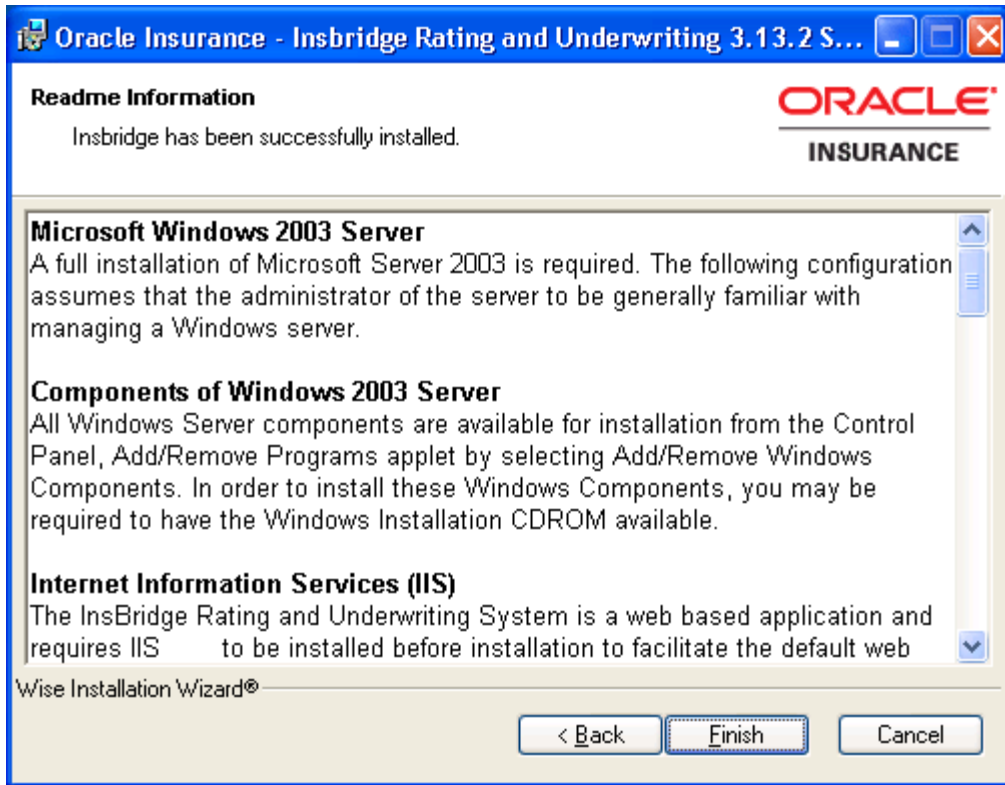 Oracle Insurance - Insbridge Rating and Underwriting 3.13.2 S...
Readme Information
Insbridge has been successfully installed.
ORACLE
INSURANCE
Microsoft Windows 2003 Server
A full installation of Microsoft Server 2003 is required. The following configuration
assumes that the administrator of the server to be generally familiar with
managing a Windows server.
Components of Windows 2003 Server
All Windows Server components are available for installation from the Control
Panel, Add/Remove Programs applet by selecting Add/Remove Windows
Components. In order to install these Windows Components, you may be
required to have the Windows Installation CDROM available.
Internet Information Services (IIS)
The InsBridge Rating and Underwriting System is a web based application and
requires IIS to be installed before installation to facilitate the default web
Wise Installation Wizard®
< Back Finish Cancel